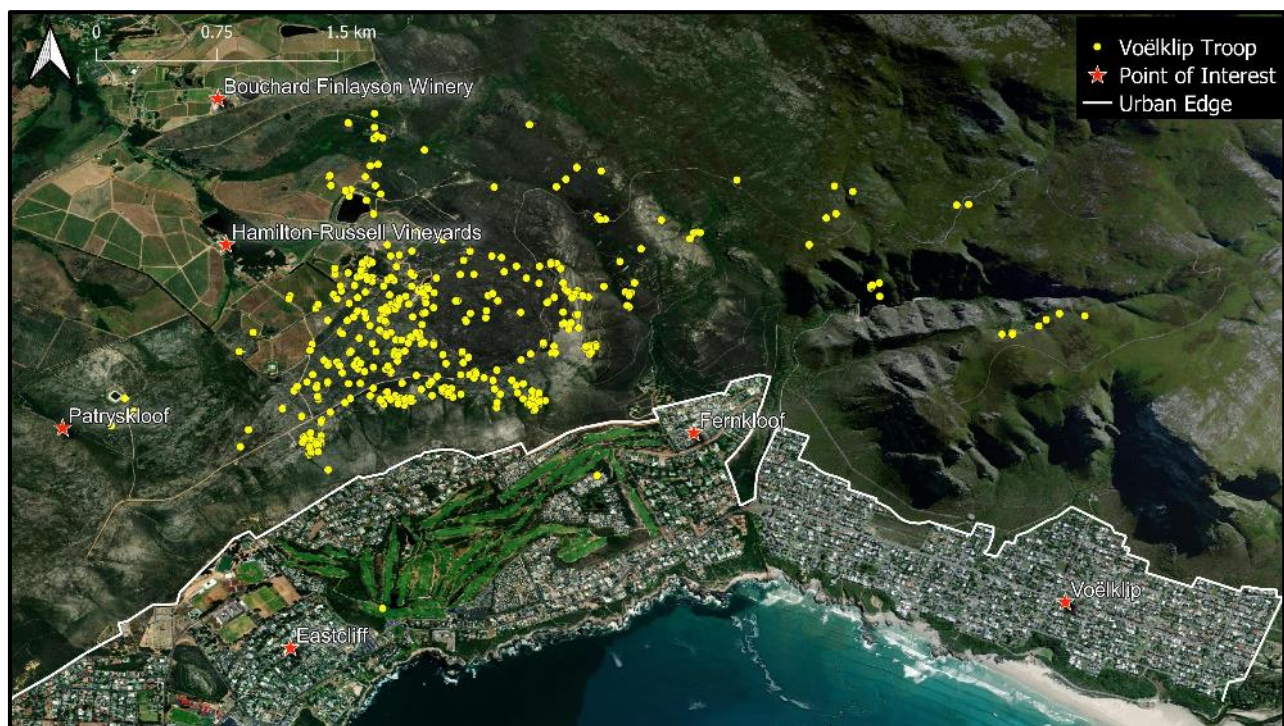 0 0.75 1.5 km
Voëlklip Troop
Point of Interest
Urban Edge
Bouchard Finlayson Winery
Hamilton-Russell Vineyards
Patryskloof
Fernkloof
Voëlklip
Eastcliff